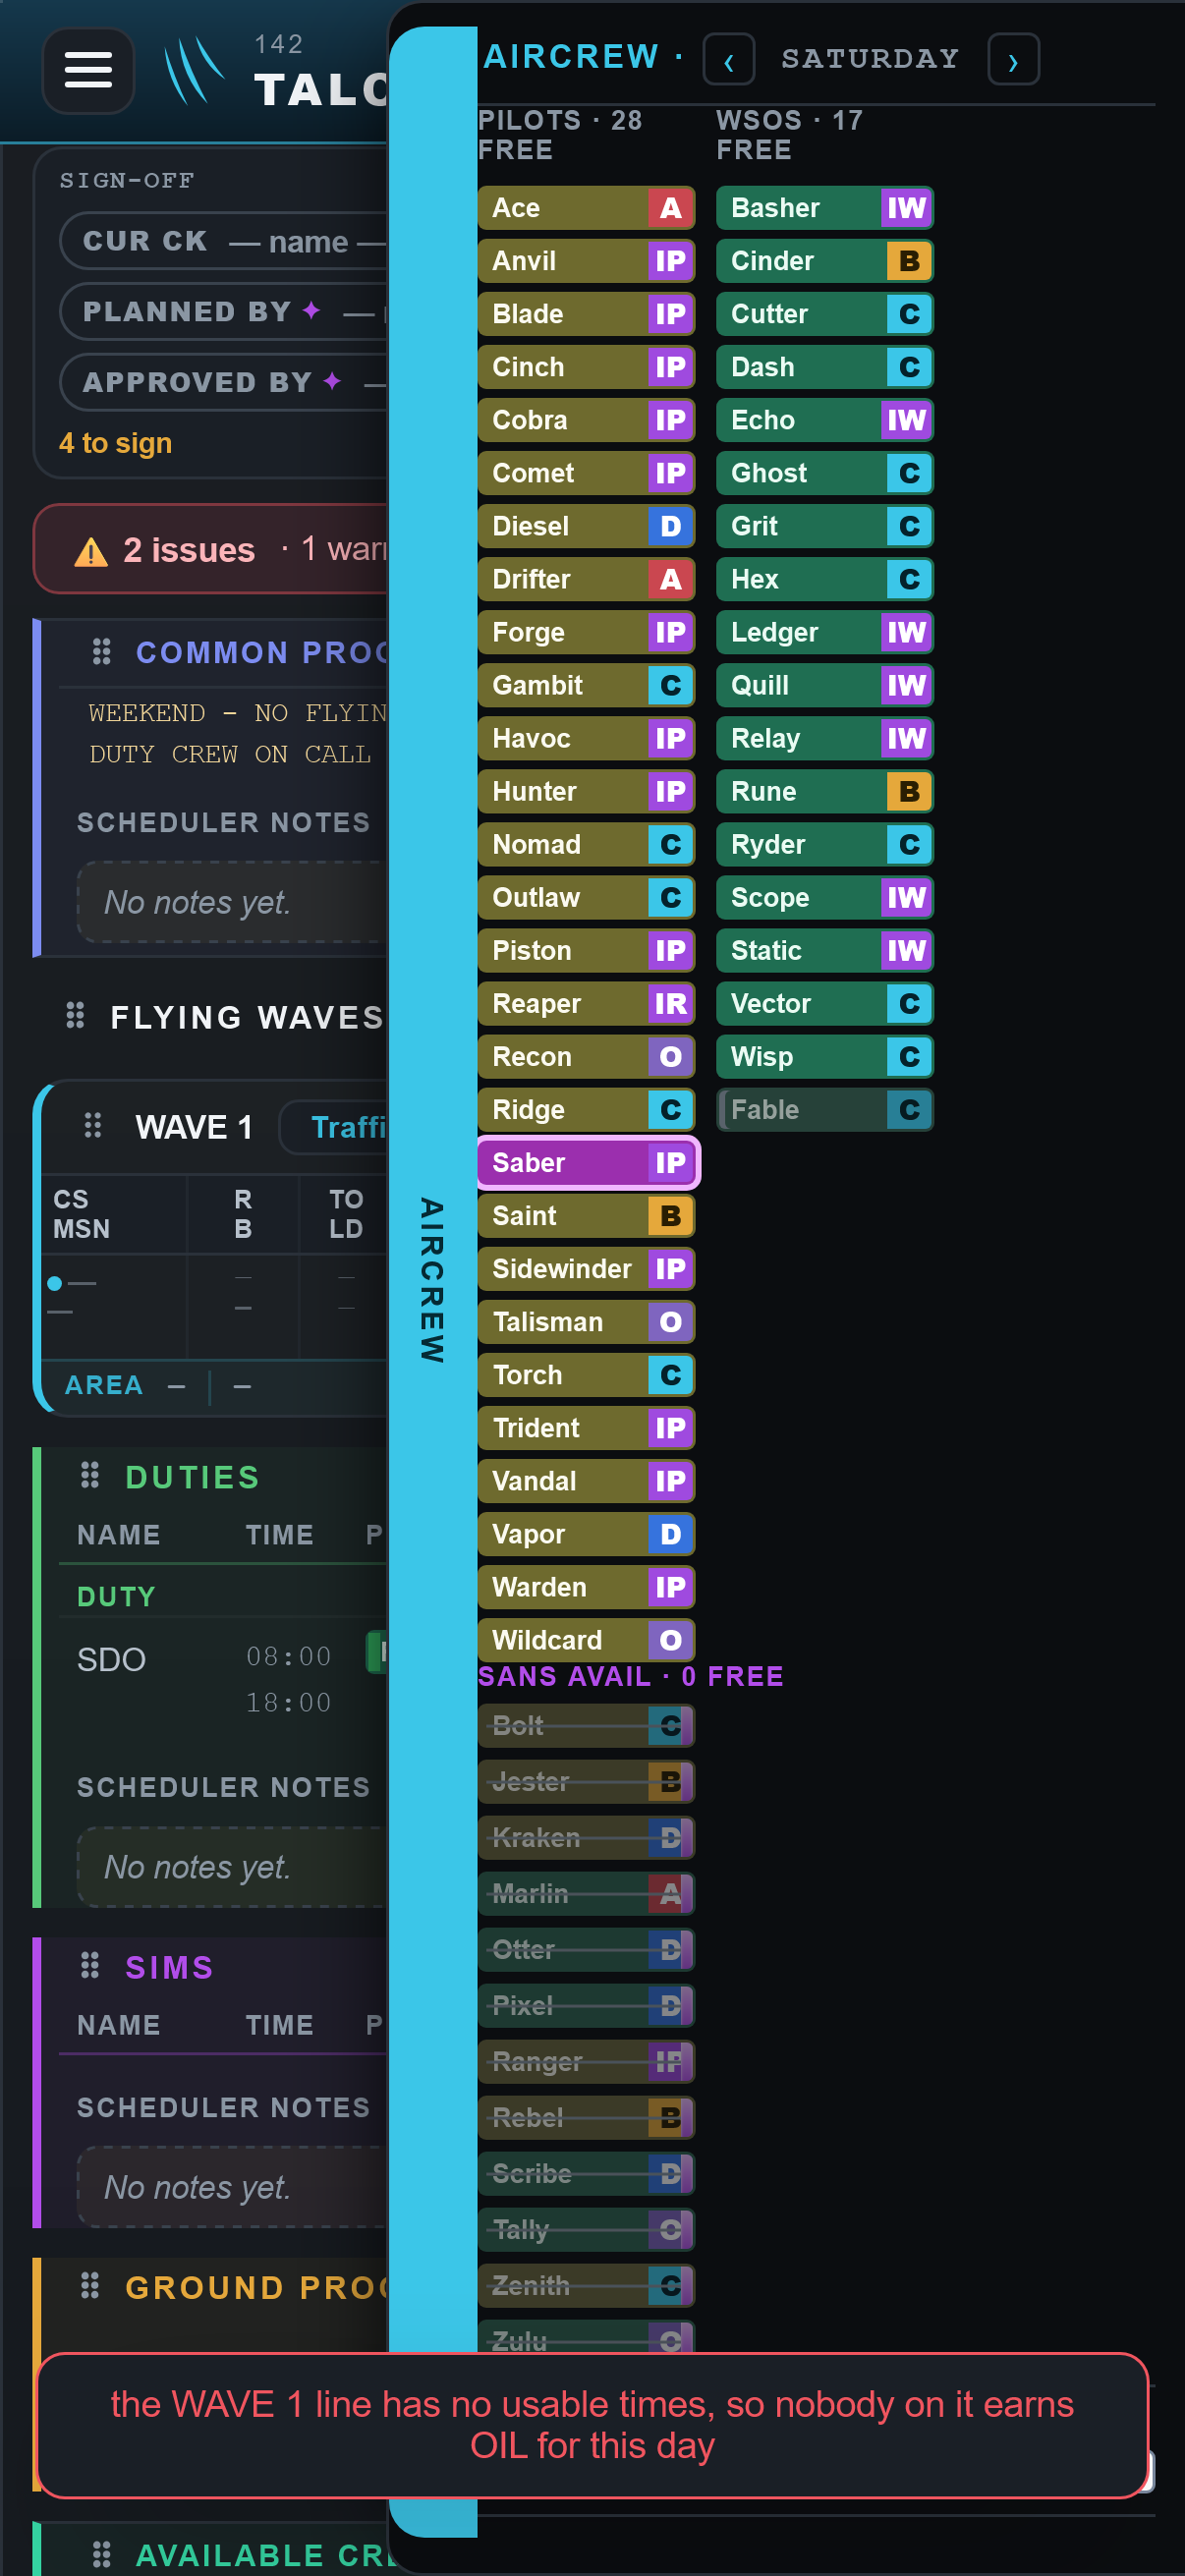 142
TALO
SIGN-OFF
CUR CK — name —
PLANNED BY ✦ —
APPROVED BY ✦ —
4 to sign
⚠ 2 issues · 1 warn
COMMON PROG
WEEKEND – NO FLYIN
DUTY CREW ON CALL
SCHEDULER NOTES
No notes yet.
FLYING WAVES
WAVE 1 Traffi
CS R TO
MSN B LD
— — —
— — —
AREA — | —
DUTIES
NAME TIME P
DUTY
SDO 08:00
18:00
SCHEDULER NOTES
No notes yet.
SIMS
NAME TIME P
SCHEDULER NOTES
No notes yet.
GROUND PROG
AVAILABLE CRE
AIRCREW
AIRCREW · ‹ SATURDAY ›
PILOTS · 28 FREE
Ace A
Anvil IP
Blade IP
Cinch IP
Cobra IP
Comet IP
Diesel D
Drifter A
Forge IP
Gambit C
Havoc IP
Hunter IP
Nomad C
Outlaw C
Piston IP
Reaper IR
Recon O
Ridge C
Saber IP
Saint B
Sidewinder IP
Talisman O
Torch C
Trident IP
Vandal IP
Vapor D
Warden IP
Wildcard O
WSOS · 17 FREE
Basher IW
Cinder B
Cutter C
Dash C
Echo IW
Ghost C
Grit C
Hex C
Ledger IW
Quill IW
Relay IW
Rune B
Ryder C
Scope IW
Static IW
Vector C
Wisp C
Fable C
SANS AVAIL · 0 FREE
Bolt C
Jester B
Kraken D
Marlin A
Otter D
Pixel D
Ranger IP
Rebel B
Scribe D
Tally O
Zenith C
Zulu O
the WAVE 1 line has no usable times, so nobody on it earns
OIL for this day